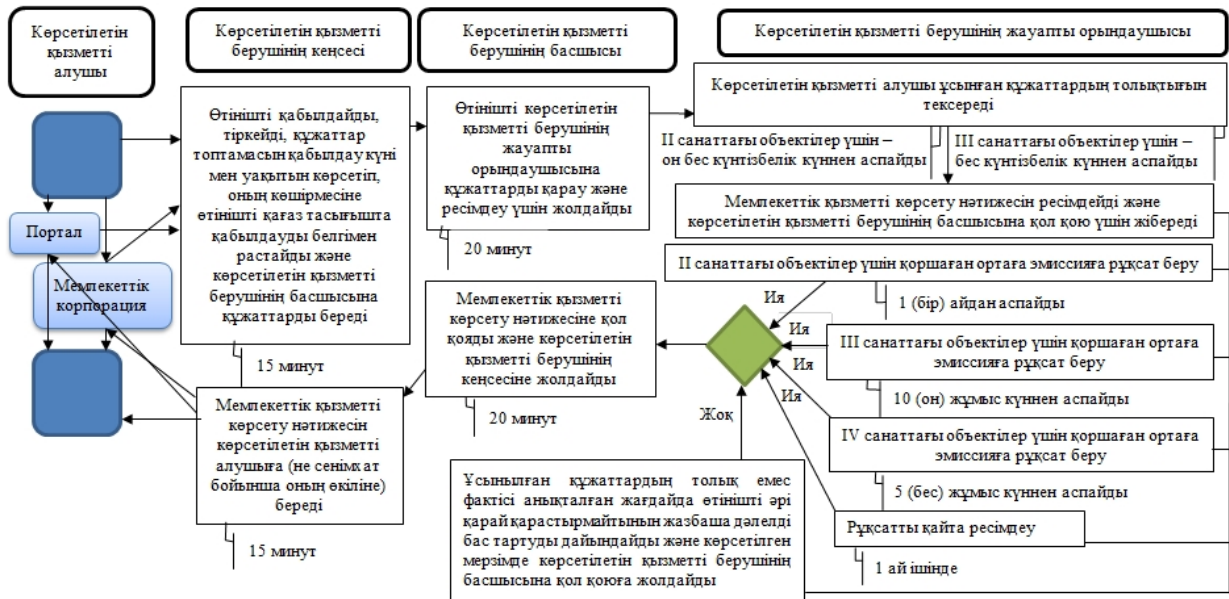 Көрсетілетін
қызметті
алушы
Көрсетілетін қызметті
берушінің кеңсесі
Көрсетілетін қызметті
берушінің басшысы
Көрсетілетін қызметті берушінің жауапты орындаушысы
Өтінішті қабылдайды,
тіркейді, құжаттар
топтамасын қабылдау күні
мен уақытын көрсетіп,
оның көшірмесіне
өтінішті қағаз тасығышта
қабылдауды белгімен
растайды және
көрсетілетін қызметті
берушінің басшысына
құжаттарды береді
15 минут
Өтінішті көрсетілетін
қызметті берушінің
жауапты
орындаушысына
құжаттарды қарау және
ресімдеу үшін жолдайды
20 минут
Көрсетілетін қызметті алушы ұсынған құжаттардың толықтығын
тексереді
II санаттағы объектілер үшін –
он бес күнтізбелік күннен аспайды
III санаттағы объектілер үшін –
бес күнтізбелік күннен аспайды
Мемлекеттік қызметті көрсету нәтижесін ресімдейді және
көрсетілетін қызметті берушінің басшысына қол қою үшін жібереді
Портал
Мемлекеттік
корпорация
II санаттағы объектілер үшін қоршаған ортаға эмиссияға рұқсат беру
1 (бір) айдан аспайды
Ия
Ия
Ия
Ия
Жоқ
III санаттағы объектілер үшін қоршаған ортаға
эмиссияға рұқсат беру
10 (он) жұмыс күннен аспайды
IV санаттағы объектілер үшін қоршаған ортаға
эмиссияға рұқсат беру
5 (бес) жұмыс күннен аспайды
Рұқсатты қайта ресімдеу
1 ай ішінде
Мемлекеттік қызметті
көрсету нәтижесіне қол
қояды және көрсетілетін
қызметті берушінің
кеңсесіне жолдайды
20 минут
Мемлекеттік қызметті
көрсету нәтижесін
көрсетілетін қызметті
алушыға (не сенімхат
бойынша оның өкіліне)
береді
15 минут
Ұсынылған құжаттардың толық емес
фактісі анықталған жағдайда өтінішті әрі
қарай қарастырмайтынын жазбаша дәлелді
бас тартуды дайындайды және көрсетілген
мерзімде көрсетілетін қызметті берушінің
басшысына қол қоюға жолдайды